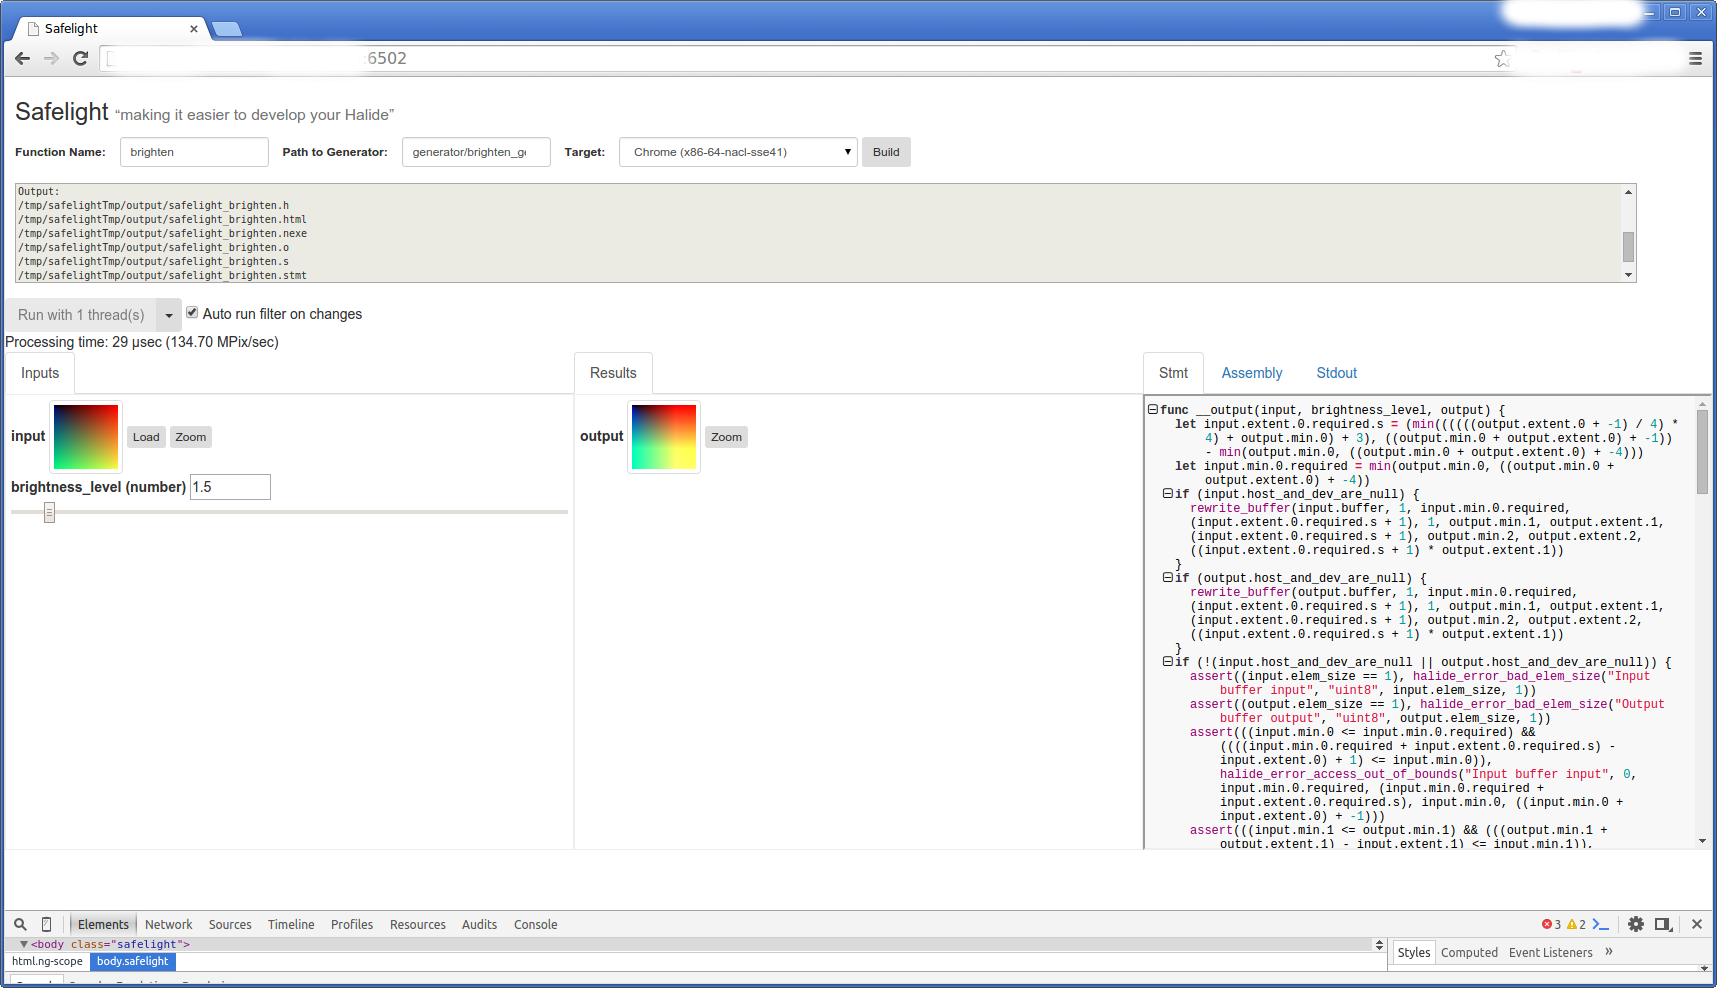 Safelight
:6502
Safelight “making it easier to develop your Halide”
Function Name: brighten Path to Generator: generator/brighten_ge Target: Chrome (x86-64-nacl-sse41) Build
Output:
/tmp/safelightTmp/output/safelight_brighten.h
/tmp/safelightTmp/output/safelight_brighten.html
/tmp/safelightTmp/output/safelight_brighten.nexe
/tmp/safelightTmp/output/safelight_brighten.o
/tmp/safelightTmp/output/safelight_brighten.s
/tmp/safelightTmp/output/safelight_brighten.stmt
Run with 1 thread(s) Auto run filter on changes
Processing time: 29 µsec (134.70 MPix/sec)
Inputs
input Load Zoom
brightness_level (number) 1.5
Results
output Zoom
Stmt Assembly Stdout
func __output(input, brightness_level, output) {
let input.extent.0.required.s = (min((((((output.extent.0 + -1) / 4) *
4) + output.min.0) + 3), ((output.min.0 + output.extent.0) + -1))
- min(output.min.0, ((output.min.0 + output.extent.0) + -4)))
let input.min.0.required = min(output.min.0, ((output.min.0 +
output.extent.0) + -4))
if (input.host_and_dev_are_null) {
rewrite_buffer(input.buffer, 1, input.min.0.required,
(input.extent.0.required.s + 1), 1, output.min.1, output.extent.1,
(input.extent.0.required.s + 1), output.min.2, output.extent.2,
((input.extent.0.required.s + 1) * output.extent.1))
}
if (output.host_and_dev_are_null) {
rewrite_buffer(output.buffer, 1, input.min.0.required,
(input.extent.0.required.s + 1), 1, output.min.1, output.extent.1,
(input.extent.0.required.s + 1), output.min.2, output.extent.2,
((input.extent.0.required.s + 1) * output.extent.1))
}
if (!(input.host_and_dev_are_null || output.host_and_dev_are_null)) {
assert((input.elem_size == 1), halide_error_bad_elem_size("Input
buffer input", "uint8", input.elem_size, 1))
assert((output.elem_size == 1), halide_error_bad_elem_size("Output
buffer output", "uint8", output.elem_size, 1))
assert(((input.min.0 <= input.min.0.required) &&
((((input.min.0.required + input.extent.0.required.s) -
input.extent.0) + 1) <= input.min.0)),
halide_error_access_out_of_bounds("Input buffer input", 0,
input.min.0.required, (input.min.0.required +
input.extent.0.required.s), input.min.0, ((input.min.0 +
input.extent.0) + -1)))
assert(((input.min.1 <= output.min.1) && (((output.min.1 +
output.extent.1) - input.extent.1) <= input.min.1)),
Elements Network Sources Timeline Profiles Resources Audits Console 3 2
<body class="safelight">
html.ng-scope body.safelight
Styles Computed Event Listeners »